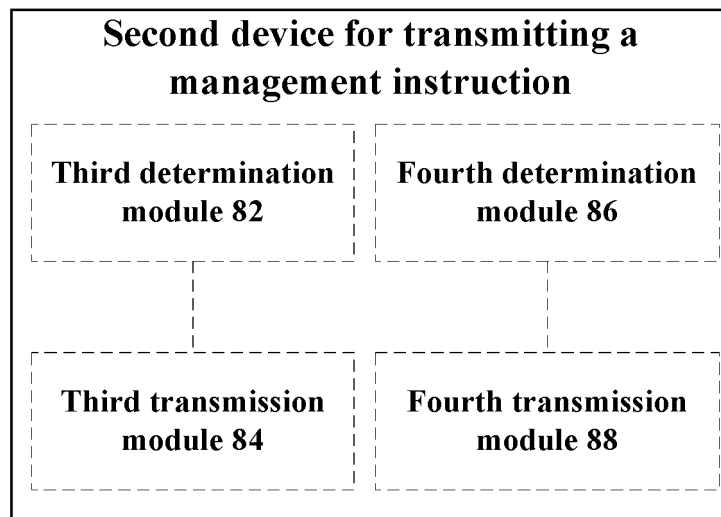 Second device for transmitting a
management instruction
Third determination
module 82
Fourth determination
module 86
Third transmission
module 84
Fourth transmission
module 88